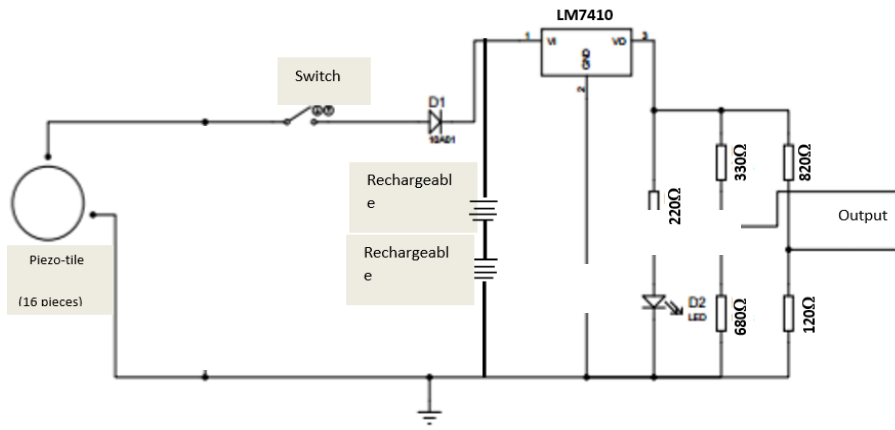 LM7410
1
VI
VO
3
GND
2
Switch
D1
10A01
Rechargeabl
e
Rechargeabl
e
Piezo-tile
(16 pieces)
220Ω
330Ω
820Ω
Output
D2
LED
680Ω
120Ω